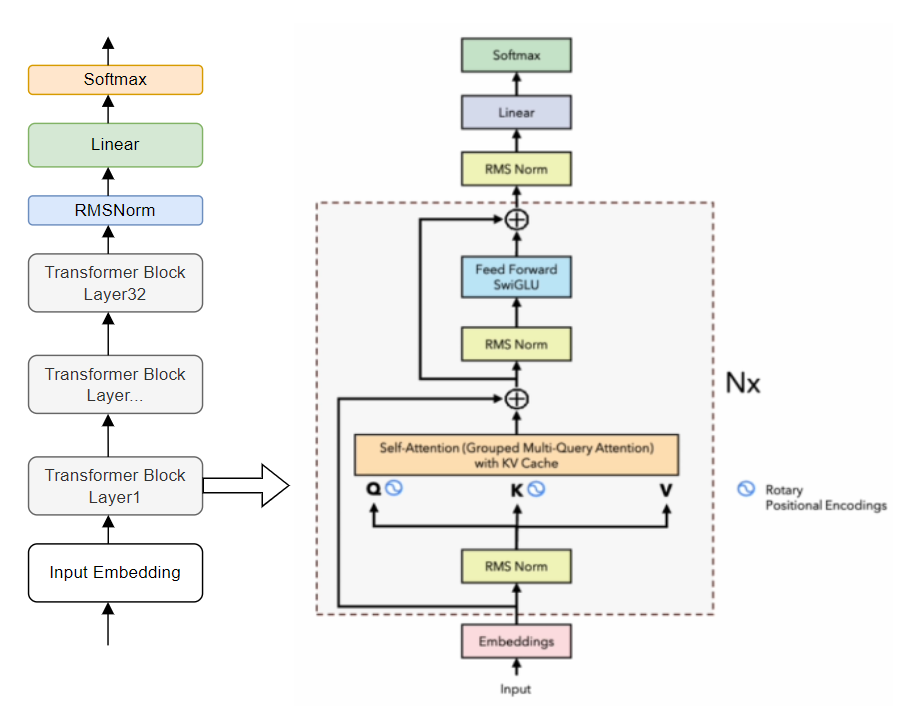 Softmax
Linear
RMSNorm
Transformer Block
Layer32
Transformer Block
Layer...
Transformer Block
Layer1
Input Embedding
Softmax
Linear
RMS Norm
Feed Forward
SwiGLU
RMS Norm
Nx
Self-Attention (Grouped Multi-Query Attention)
with KV Cache
Q
K
V
Rotary
Positional Encodings
RMS Norm
Embeddings
Input